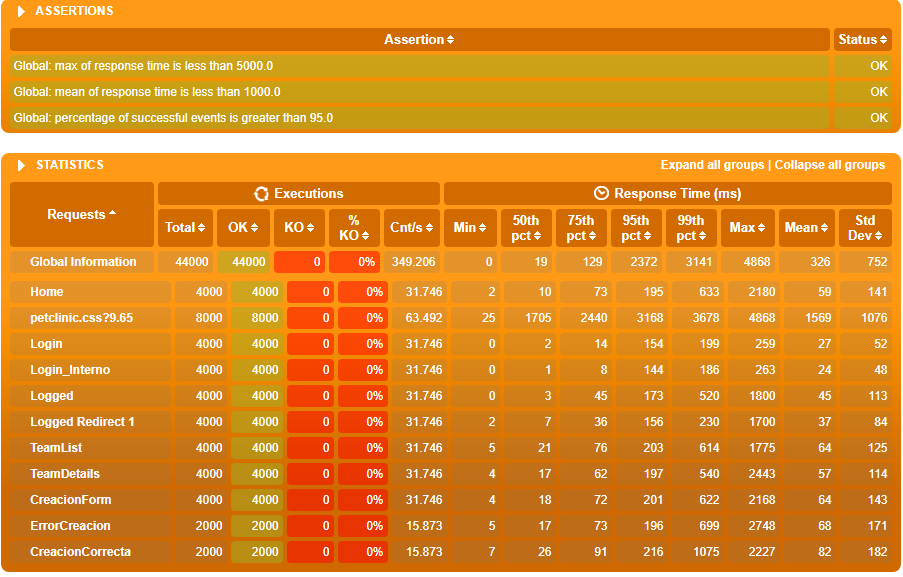 ASSERTIONS
Assertion Status
Global: max of response time is less than 5000.0 OK
Global: mean of response time is less than 1000.0 OK
Global: percentage of successful events is greater than 95.0 OK
STATISTICS Expand all groups | Collapse all groups
Requests Executions Response Time (ms)
Total OK KO % KO Cnt/s Min 50th pct 75th pct 95th pct 99th pct Max Mean Std Dev
Global Information 44000 44000 0 0% 349.206 0 19 129 2372 3141 4868 326 752
Home 4000 4000 0 0% 31.746 2 10 73 195 633 2180 59 141
petclinic.css?9.65 8000 8000 0 0% 63.492 25 1705 2440 3168 3678 4868 1569 1076
Login 4000 4000 0 0% 31.746 0 2 14 154 199 259 27 52
Login_Interno 4000 4000 0 0% 31.746 0 1 8 144 186 263 24 48
Logged 4000 4000 0 0% 31.746 0 3 45 173 520 1800 45 113
Logged Redirect 1 4000 4000 0 0% 31.746 2 7 36 156 230 1700 37 84
TeamList 4000 4000 0 0% 31.746 5 21 76 203 614 1775 64 125
TeamDetails 4000 4000 0 0% 31.746 4 17 62 197 540 2443 57 114
CreacionForm 4000 4000 0 0% 31.746 4 18 72 201 622 2168 64 143
ErrorCreacion 2000 2000 0 0% 15.873 5 17 73 196 699 2748 68 171
CreacionCorrecta 2000 2000 0 0% 15.873 7 26 91 216 1075 2227 82 182